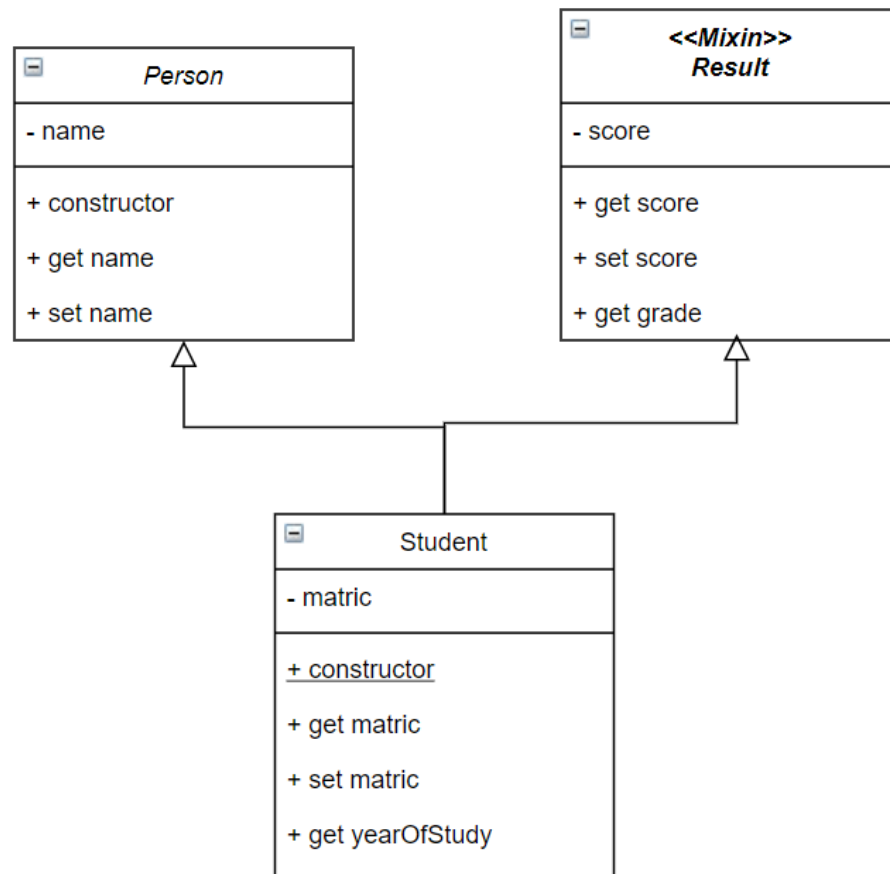 Person
- name
+ constructor
+ get name
+ set name
<<Mixin>>
Result
- score
+ get score
+ set score
+ get grade
Student
- matric
+ constructor
+ get matric
+ set matric
+ get yearOfStudy